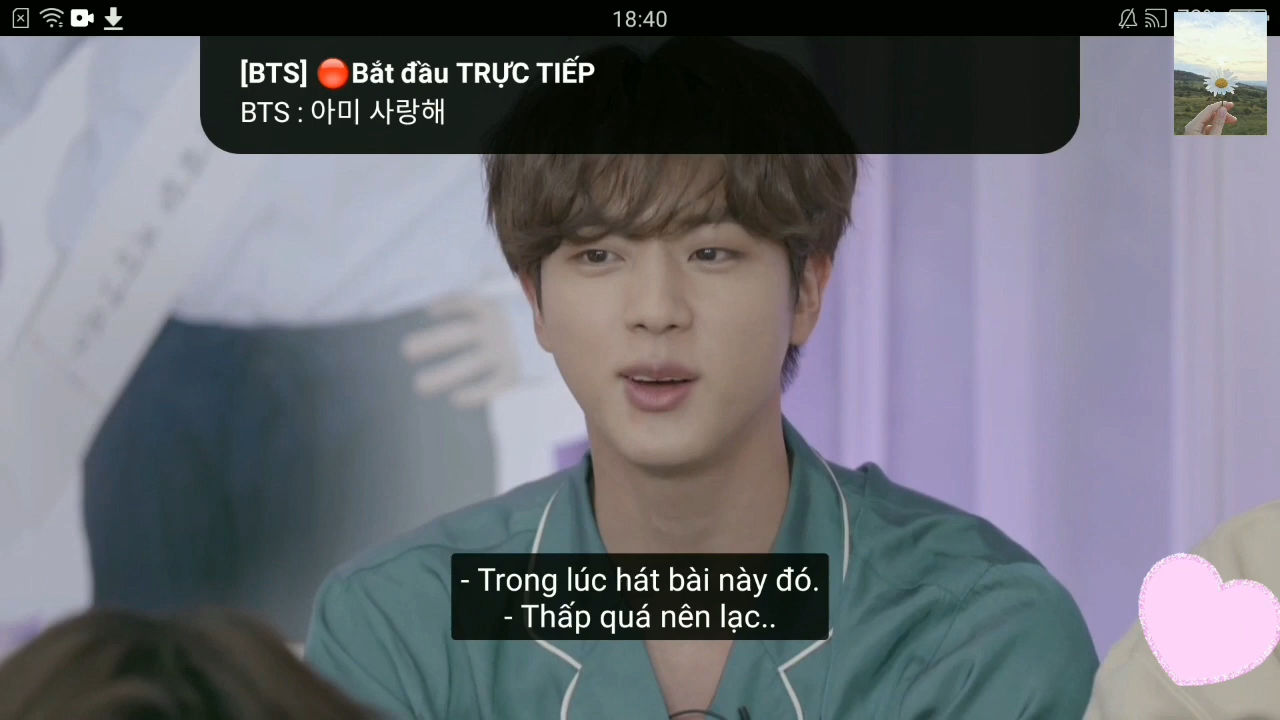 18:40
[BTS] 🔴Bắt đầu TRỰC TIẾP
BTS : 아미 사랑해
- Trong lúc hát bài này đó.
- Thấp quá nên lạc..